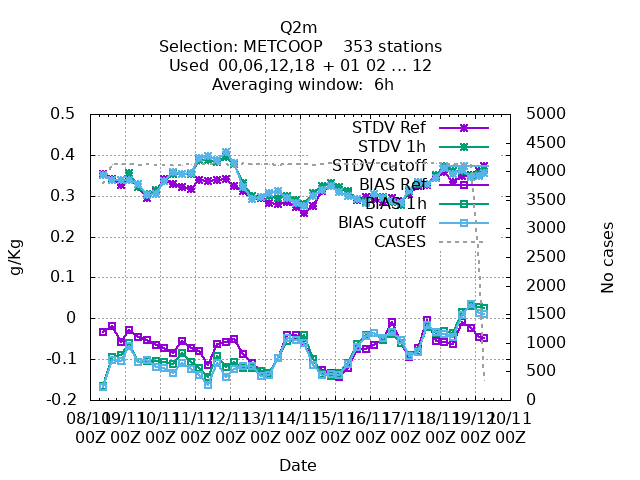 Q2m
Selection: METCOOP 353 stations
Used 00,06,12,18 + 01 02 ... 12
Averaging window: 6h
0.5
0.4
0.3
0.2
0.1
0
-0.1
-0.2
g/Kg
5000
4500
4000
3500
3000
2500
2000
1500
1000
500
0
No cases
STDV Ref
STDV 1h
STDV cutoff
BIAS Ref
BIAS 1h
BIAS cutoff
CASES
08/10 09/11 10/11 11/11 12/11 13/11 14/11 15/11 16/11 17/11 18/11 19/11 20/11
00Z 00Z 00Z 00Z 00Z 00Z 00Z 00Z 00Z 00Z 00Z 00Z 00Z
Date